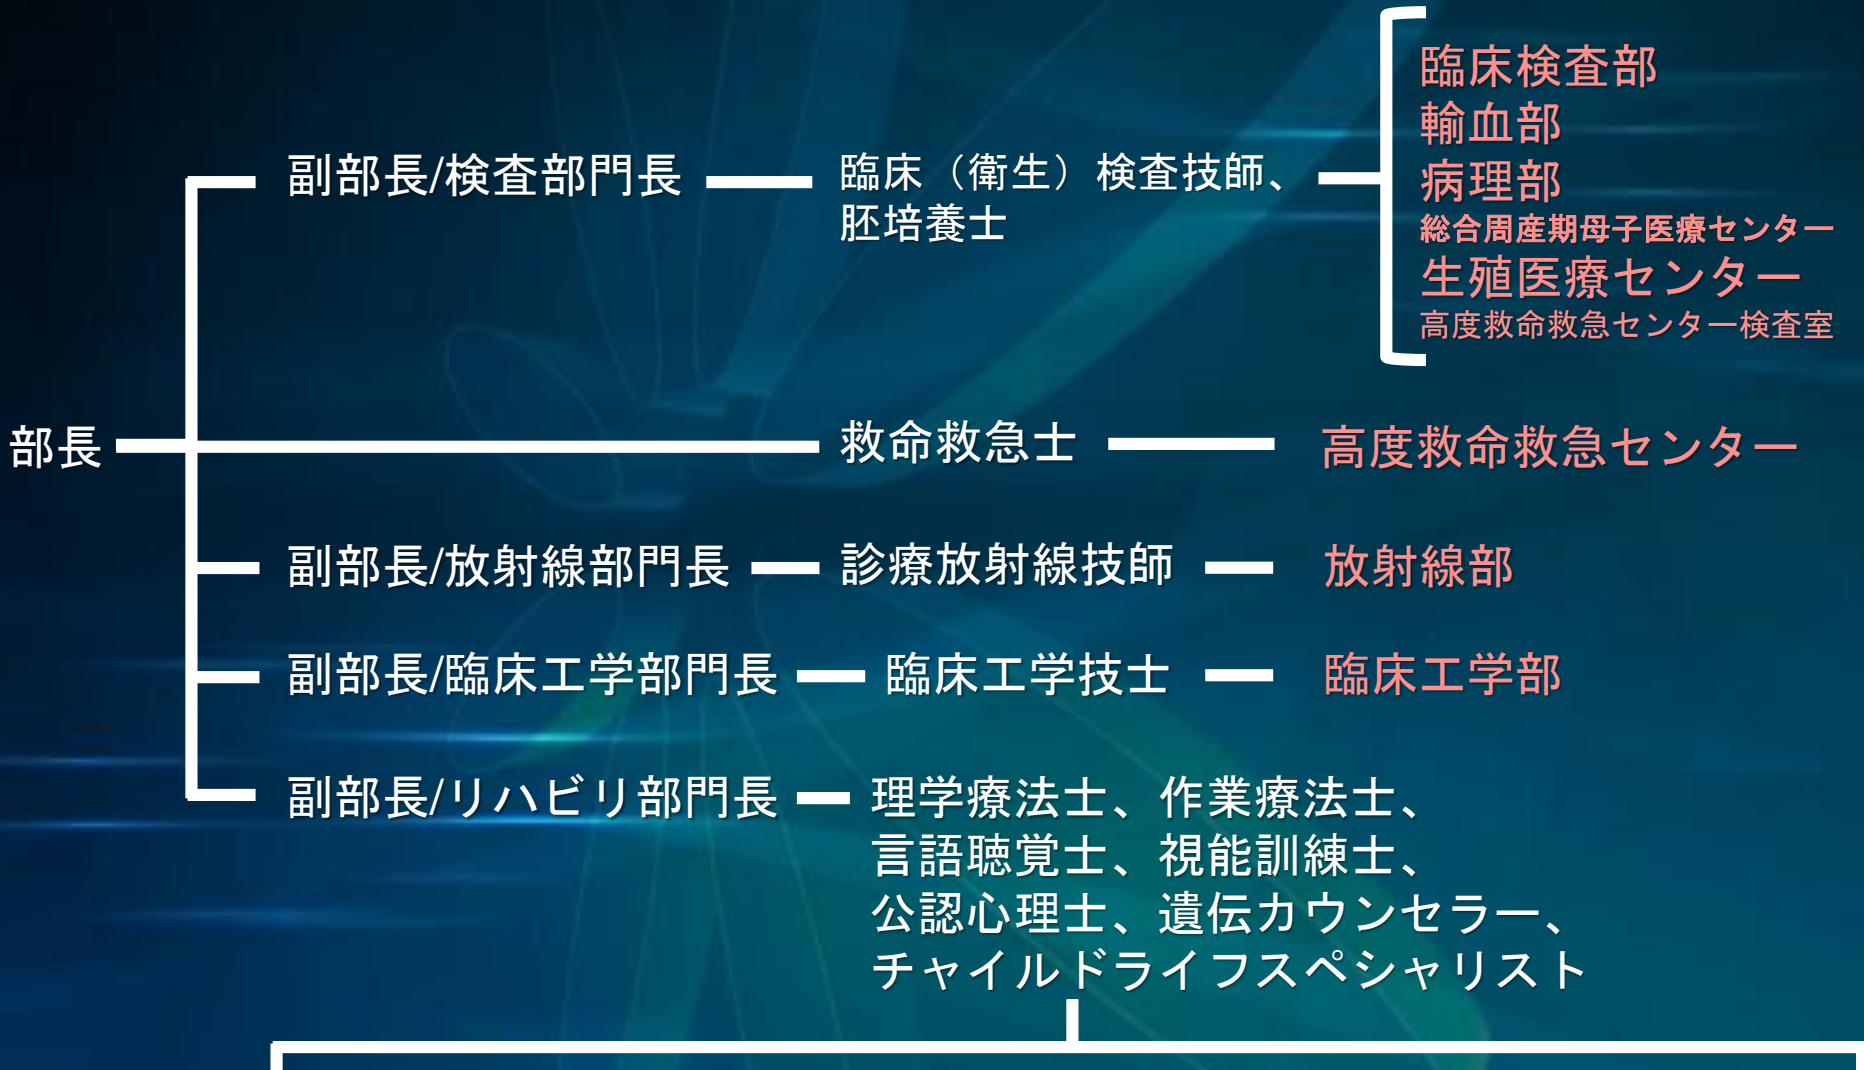 部長
副部長/検査部門長
臨床（衛生）検査技師、
胚培養士
臨床検査部
輸血部
病理部
総合周産期母子医療センター
生殖医療センター
高度救命救急センター検査室
救命救急士
高度救命救急センター
副部長/放射線部門長
診療放射線技師
放射線部
副部長/臨床工学部門長
臨床工学技士
臨床工学部
副部長/リハビリ部門長
理学療法士、作業療法士、
言語聴覚士、視能訓練士、
公認心理士、遺伝カウンセラー、
チャイルドライフスペシャリスト